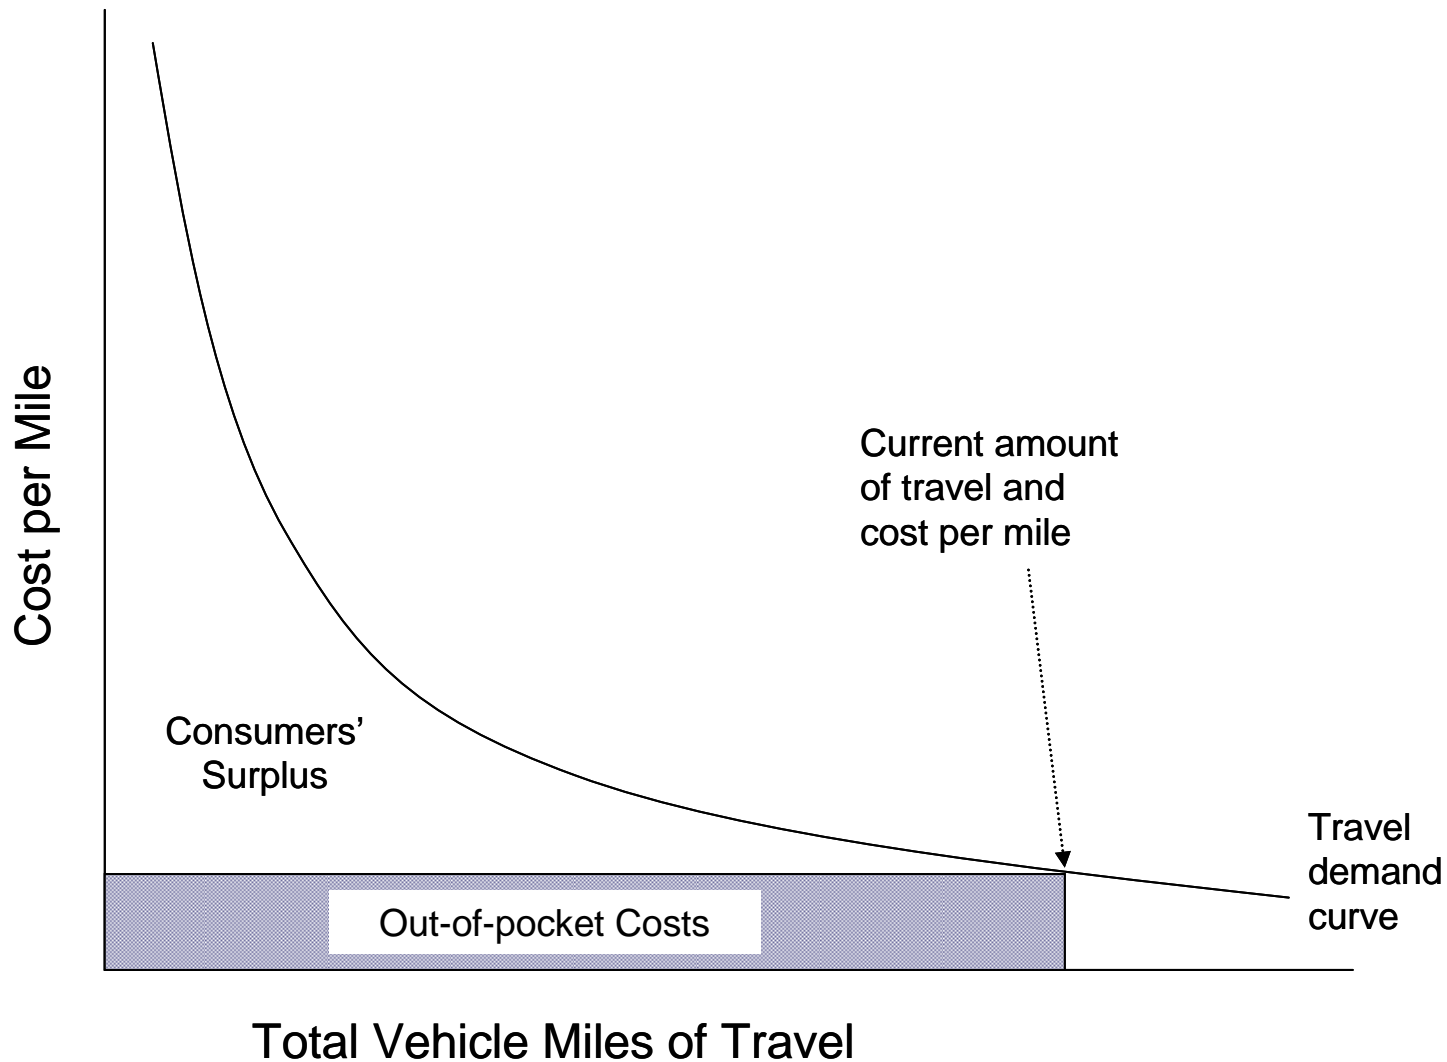 Cost per Mile
Current amount
of travel and
cost per mile
Consumers’
Surplus
Travel
demand
curve
Out-of-pocket Costs
Total Vehicle Miles of Travel